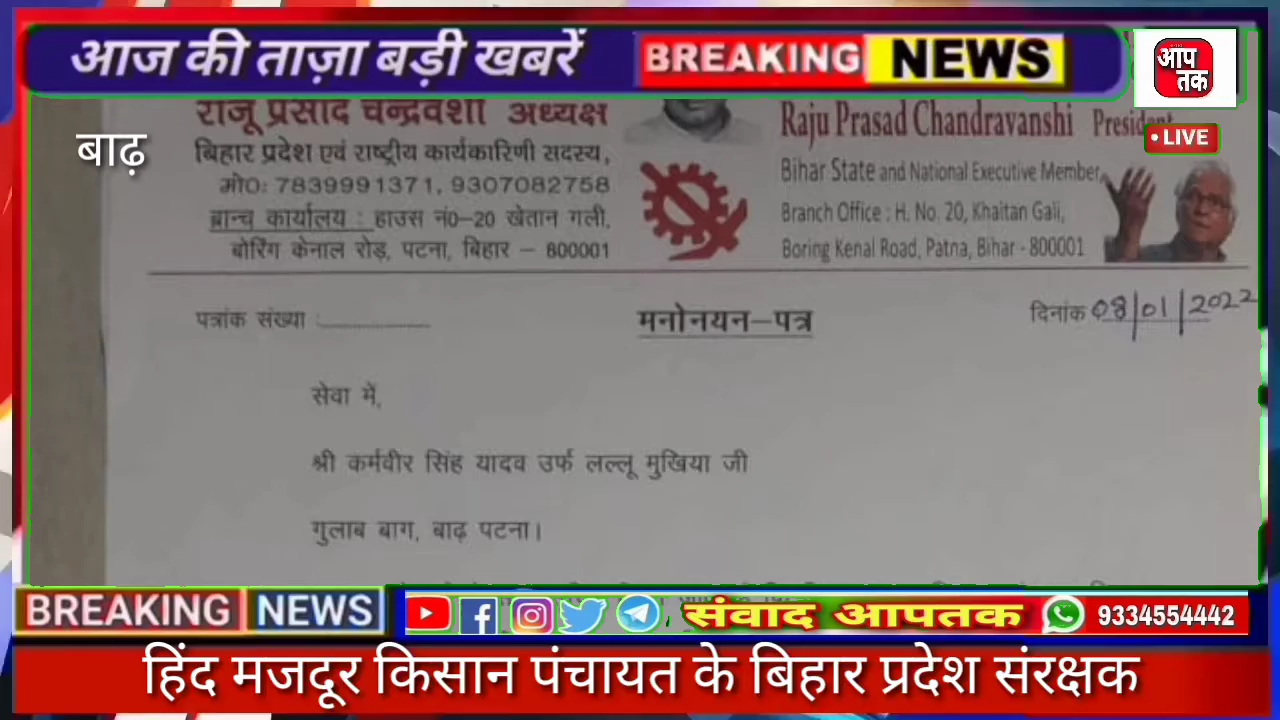 आज की ताज़ा बड़ी खबरें BREAKING NEWS
आप तक
LIVE
बाढ़
राजू प्रसाद चन्द्रवंशी अध्यक्ष
बिहार प्रदेश एवं राष्ट्रीय कार्यकारिणी सदस्य,
मो0: 7839991371, 9307082758
ब्रान्च कार्यालय : हाउस नं0-20 खेतान गली,
बोरिंग केनाल रोड़, पटना, बिहार - 800001
Raju Prasad Chandravanshi President
Bihar State and National Executive Member,
Branch Office : H. No. 20, Khaitan Gali,
Boring Kenal Road, Patna, Bihar - 800001
पत्रांक संख्या :
मनोनयन-पत्र
दिनांक 08/01/2022
सेवा में,
श्री कर्मवीर सिंह यादव उर्फ लल्लू मुखिया जी
गुलाब बाग, बाढ़ पटना।
BREAKING NEWS
संवाद आपतक 9334554442
हिंद मजदूर किसान पंचायत के बिहार प्रदेश संरक्षक